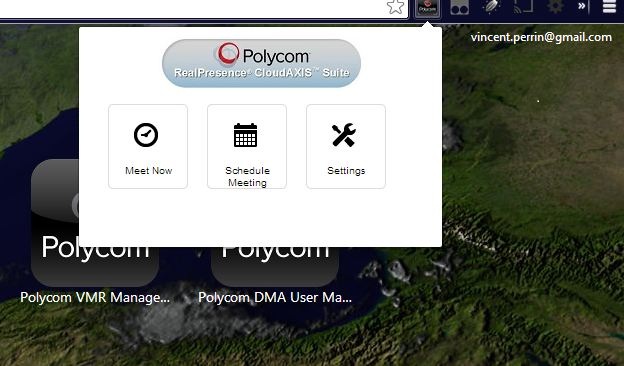 vincent.perrin@gmail.com
Polycom
RealPresence® CloudAXIS™ Suite
Meet Now
Schedule
Meeting
Settings
Polycom
Polycom
Polycom VMR Manage...
Polycom DMA User Ma...